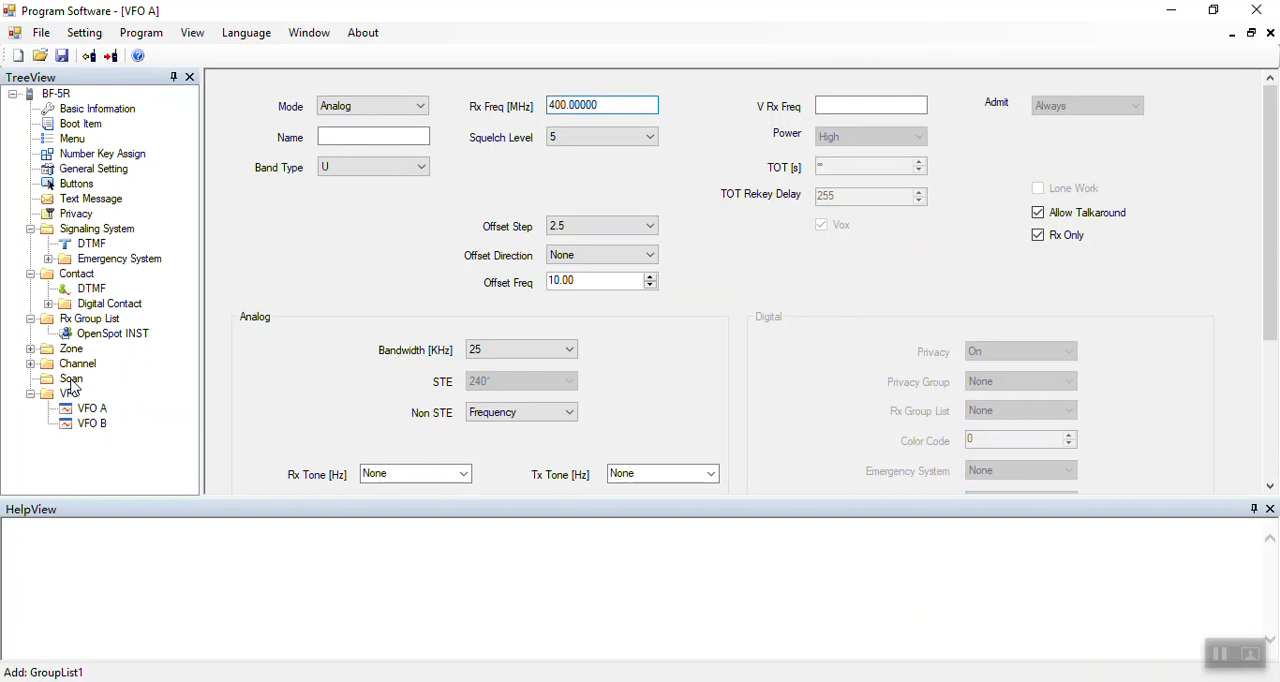 Program Software - [VFO A]
File Setting Program View Language Window About
TreeView
BF-5R
Basic Information
Boot Item
Menu
Number Key Assign
General Setting
Buttons
Text Message
Privacy
Signaling System
DTMF
Emergency System
Contact
DTMF
Digital Contact
Rx Group List
OpenSpot INST
Zone
Channel
Scan
VFO
VFO A
VFO B
Mode Analog Rx Freq [MHz] 400.00000 V Rx Freq Admit Always
Name Squelch Level 5 Power High
Band Type U TOT [s] ∞
TOT Rekey Delay 255 Lone Work
Offset Step 2.5 Vox Allow Talkaround
Offset Direction None Rx Only
Offset Freq 10.00
Analog Digital
Bandwidth [KHz] 25 Privacy On
STE 240° Privacy Group None
Non STE Frequency Rx Group List None
Color Code 0
Rx Tone [Hz] None Tx Tone [Hz] None Emergency System None
HelpView
Add: GroupList1